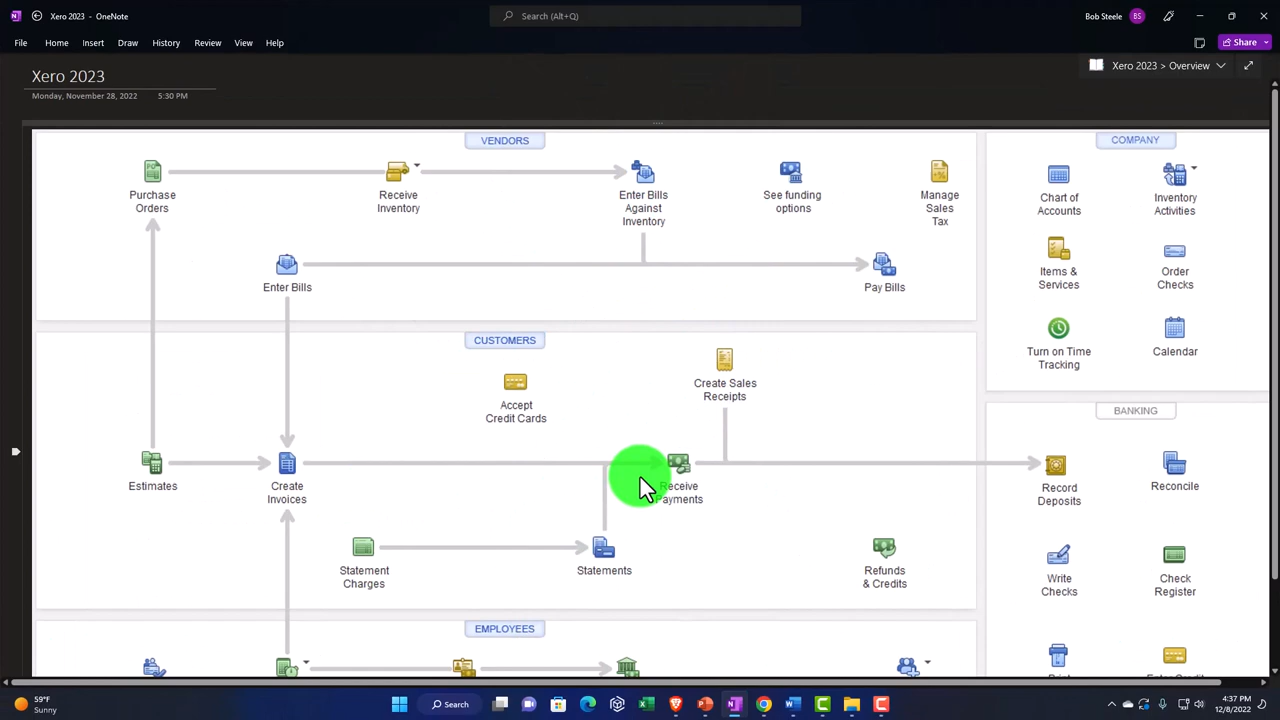 Xero 2023 - OneNote
Search (Alt+Q)
Bob Steele
BS
File
Home
Insert
Draw
History
Review
View
Help
Share
Xero 2023
Monday, November 28, 2022
5:30 PM
Xero 2023 > Overview
VENDORS
Purchase
Orders
Receive
Inventory
Enter Bills
Against
Inventory
See funding
options
Manage
Sales
Tax
Enter Bills
Pay Bills
CUSTOMERS
Accept
Credit Cards
Create Sales
Receipts
Estimates
Create
Invoices
Receive
Payments
Statement
Charges
Statements
Refunds
& Credits
EMPLOYEES
COMPANY
Chart of
Accounts
Inventory
Activities
Items &
Services
Order
Checks
Turn on Time
Tracking
Calendar
BANKING
Record
Deposits
Reconcile
Write
Checks
Check
Register
59°F
Sunny
Search
4:37 PM
12/8/2022